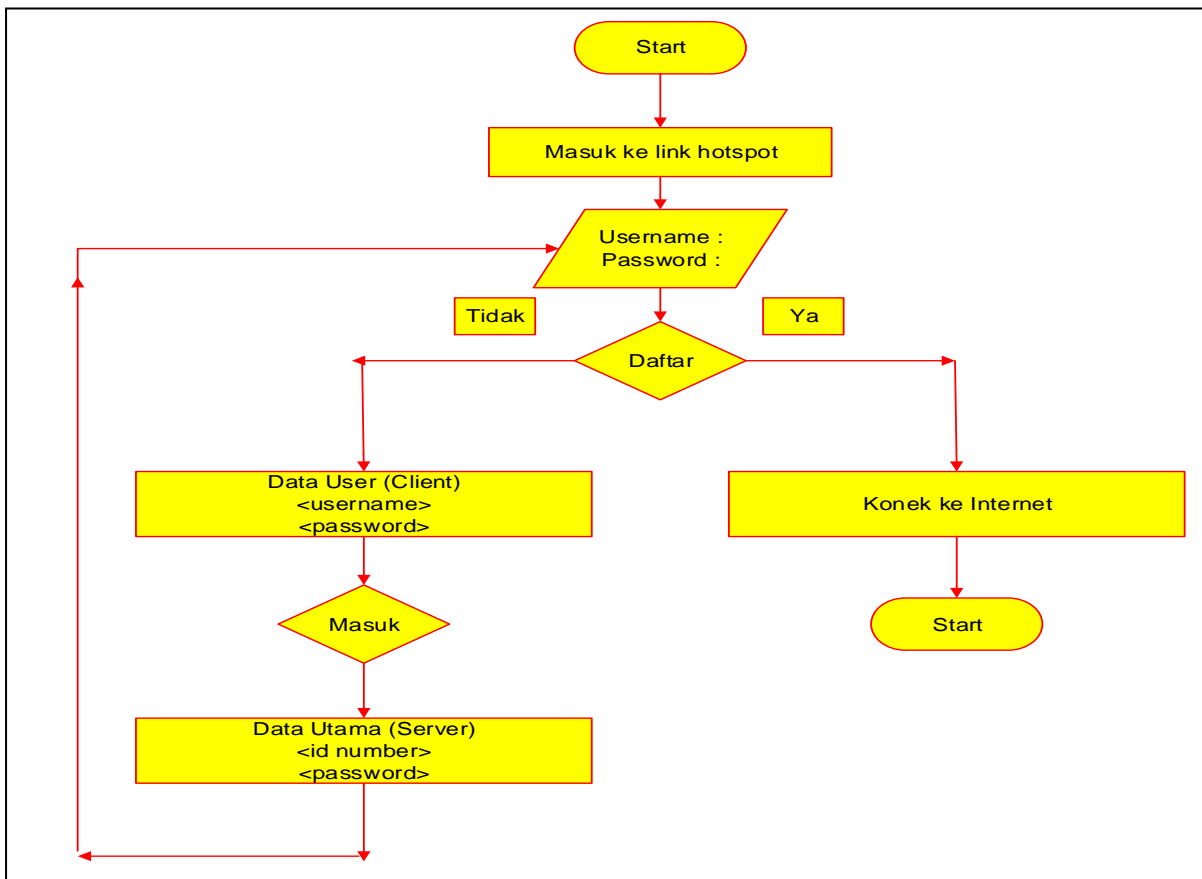 Start
Masuk ke link hotspot
Username :
Password :
Tidak
Ya
Daftar
Data User (Client)
<username>
<password>
Konek ke Internet
Masuk
Start
Data Utama (Server)
<id number>
<password>